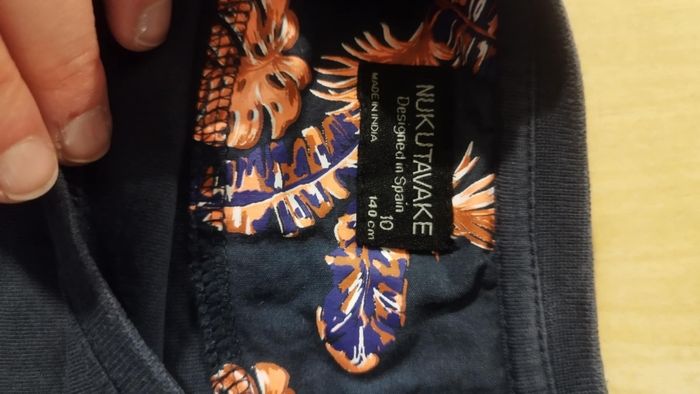 NUKUTAVAKE
Designed in Spain
10
140 cm
MADE IN INDIA